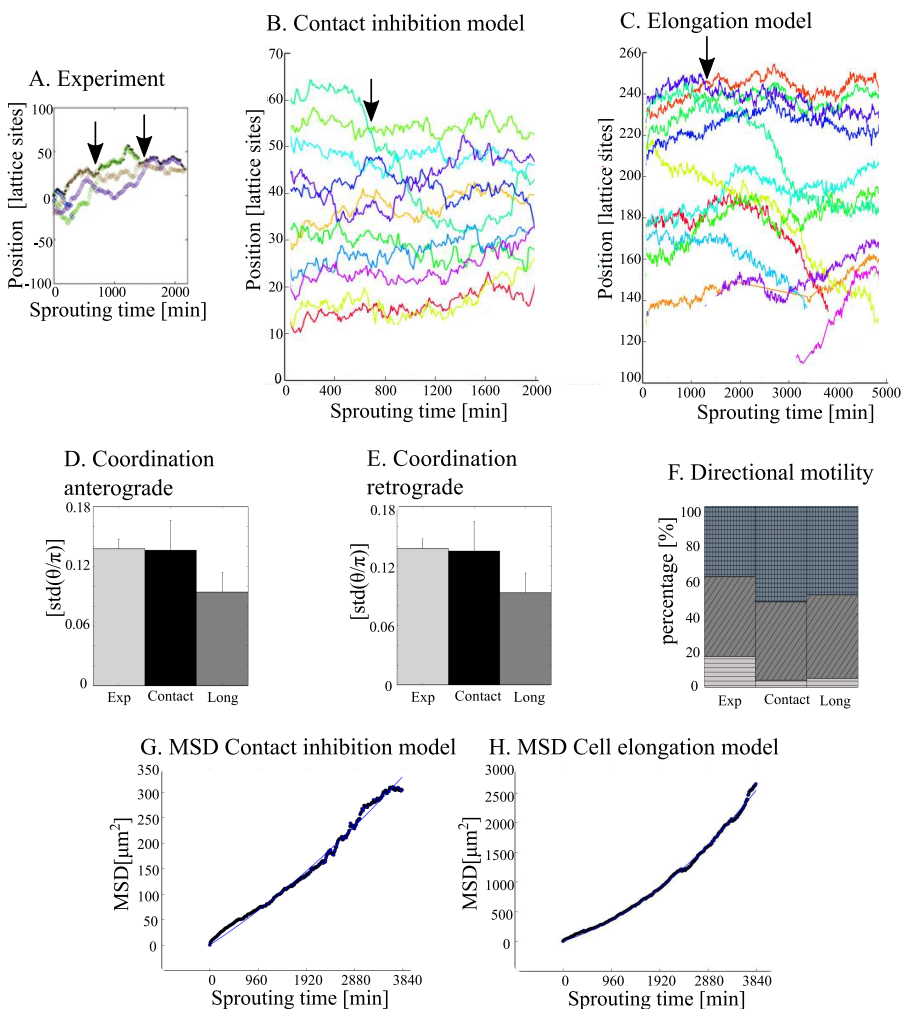 B. Contact inhibition model
C. Elongation model
A. Experiment
Position [lattice sites]
100
50
0
-50
-100
0
1000
2000
Sprouting time [min]
Position [lattice sites]
70
60
50
40
30
20
10
0
0
400
800
1200
1600
2000
Sprouting time [min]
Position [lattice sites]
260
240
220
200
180
160
140
120
100
0
1000
2000
3000
4000
5000
Sprouting time [min]
D. Coordination
anterograde
[std(θ/π)]
0.18
0.12
0.06
0
Exp
Contact
Long
E. Coordination
retrograde
[std(θ/π)]
0.18
0.12
0.06
0
Exp
Contact
Long
F. Directional motility
percentage [%]
100
80
60
40
20
0
Exp
Contact
Long
G. MSD Contact inhibition model
MSD[μm²]
350
300
250
200
150
100
50
0
0
960
1920
2880
3840
Sprouting time [min]
H. MSD Cell elongation model
MSD[μm²]
3000
2500
2000
1500
1000
500
0
0
960
1920
2880
3840
Sprouting time [min]